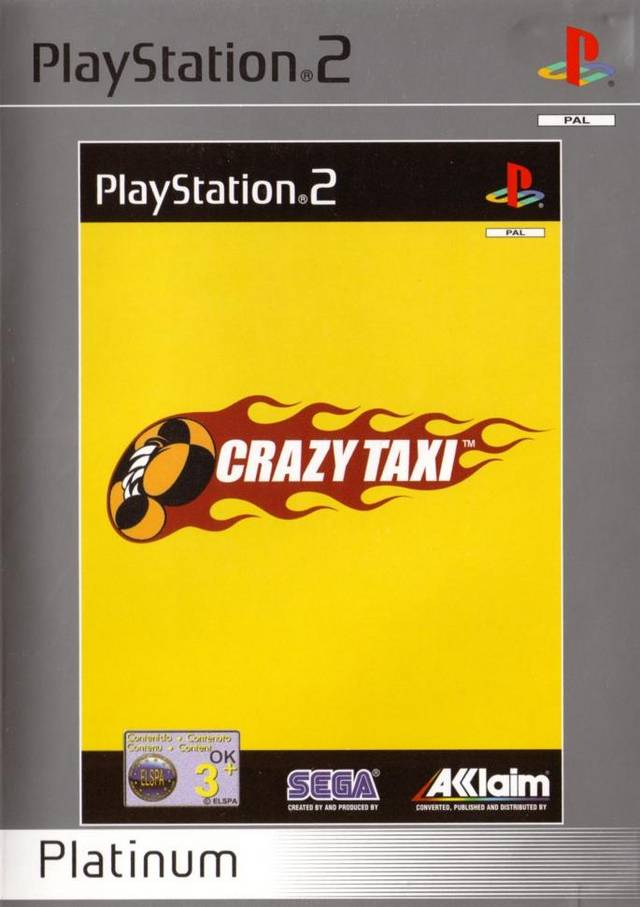 PlayStation®2
PAL
PlayStation®2
PAL
CRAZY TAXI™
Contenido • Contenuto
Contenu • Content
OK
ELSPA
3+
© ELSPA
SEGA®
CREATED BY AND PRODUCED BY
AKKlaim
CONVERTED, PUBLISHED AND DISTRIBUTED BY
Platinum